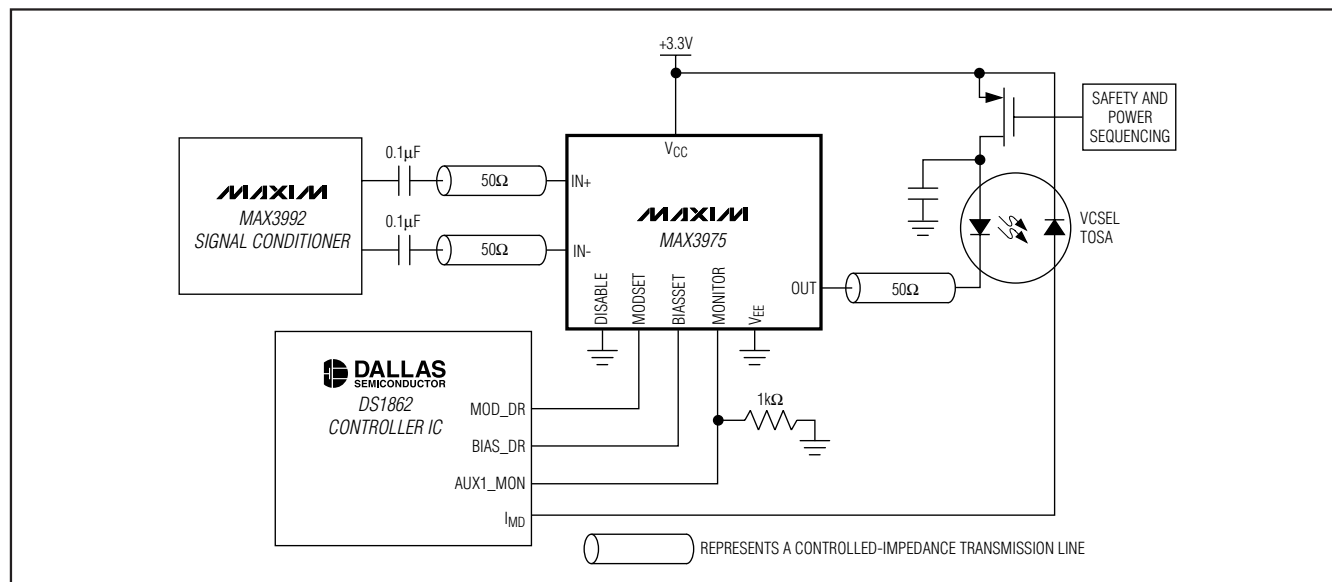 +3.3V
SAFETY AND
POWER
SEQUENCING
VCC
0.1µF
50Ω
IN+
MAXIM
MAX3992
SIGNAL CONDITIONER
0.1µF
50Ω
IN-
MAXIM
MAX3975
VCSEL
TOSA
DISABLE
MODSET
BIASSET
MONITOR
VEE
OUT
50Ω
DALLAS
SEMICONDUCTOR
DS1862
CONTROLLER IC
MOD_DR
BIAS_DR
AUX1_MON
IMD
1kΩ
REPRESENTS A CONTROLLED-IMPEDANCE TRANSMISSION LINE